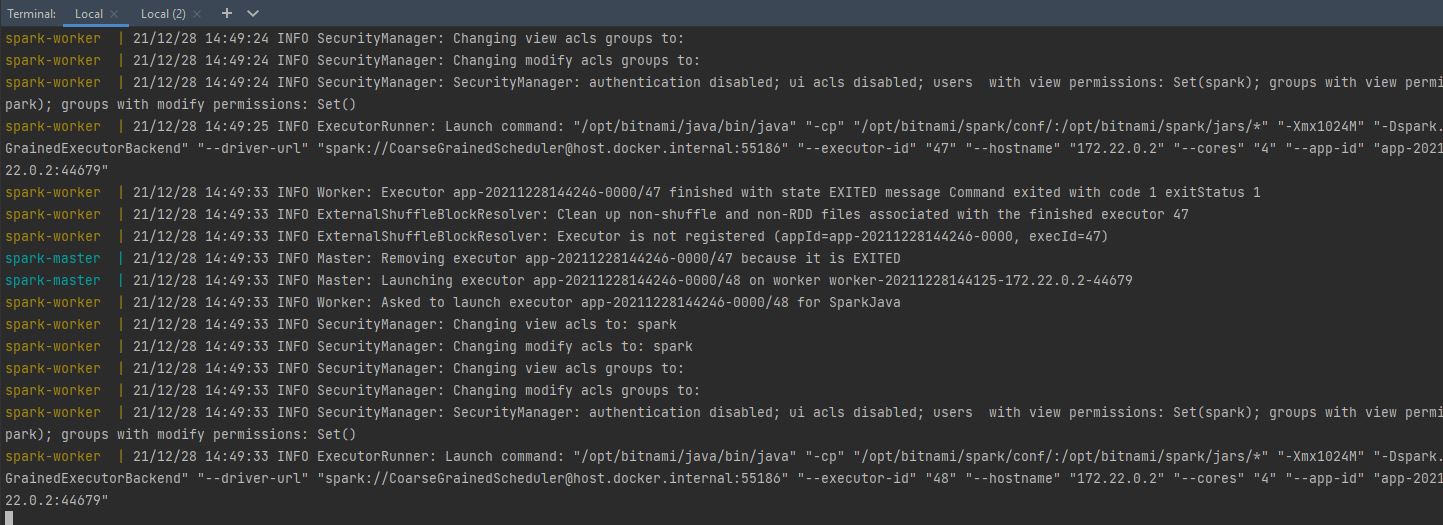 Terminal: Local × Local (2) × +
spark-worker | 21/12/28 14:49:24 INFO SecurityManager: Changing view acls groups to:
spark-worker | 21/12/28 14:49:24 INFO SecurityManager: Changing modify acls groups to:
spark-worker | 21/12/28 14:49:24 INFO SecurityManager: SecurityManager: authentication disabled; ui acls disabled; users  with view permissions: Set(spark); groups with view permi
park); groups with modify permissions: Set()
spark-worker | 21/12/28 14:49:25 INFO ExecutorRunner: Launch command: "/opt/bitnami/java/bin/java" "-cp" "/opt/bitnami/spark/conf/:/opt/bitnami/spark/jars/*" "-Xmx1024M" "-Dspark.
GrainedExecutorBackend" "--driver-url" "spark://CoarseGrainedScheduler@host.docker.internal:55186" "--executor-id" "47" "--hostname" "172.22.0.2" "--cores" "4" "--app-id" "app-2021
22.0.2:44679"
spark-worker | 21/12/28 14:49:33 INFO Worker: Executor app-20211228144246-0000/47 finished with state EXITED message Command exited with code 1 exitStatus 1
spark-worker | 21/12/28 14:49:33 INFO ExternalShuffleBlockResolver: Clean up non-shuffle and non-RDD files associated with the finished executor 47
spark-worker | 21/12/28 14:49:33 INFO ExternalShuffleBlockResolver: Executor is not registered (appId=app-20211228144246-0000, execId=47)
spark-master | 21/12/28 14:49:33 INFO Master: Removing executor app-20211228144246-0000/47 because it is EXITED
spark-master | 21/12/28 14:49:33 INFO Master: Launching executor app-20211228144246-0000/48 on worker worker-20211228144125-172.22.0.2-44679
spark-worker | 21/12/28 14:49:33 INFO Worker: Asked to launch executor app-20211228144246-0000/48 for SparkJava
spark-worker | 21/12/28 14:49:33 INFO SecurityManager: Changing view acls to: spark
spark-worker | 21/12/28 14:49:33 INFO SecurityManager: Changing modify acls to: spark
spark-worker | 21/12/28 14:49:33 INFO SecurityManager: Changing view acls groups to:
spark-worker | 21/12/28 14:49:33 INFO SecurityManager: Changing modify acls groups to:
spark-worker | 21/12/28 14:49:33 INFO SecurityManager: SecurityManager: authentication disabled; ui acls disabled; users  with view permissions: Set(spark); groups with view permi
park); groups with modify permissions: Set()
spark-worker | 21/12/28 14:49:33 INFO ExecutorRunner: Launch command: "/opt/bitnami/java/bin/java" "-cp" "/opt/bitnami/spark/conf/:/opt/bitnami/spark/jars/*" "-Xmx1024M" "-Dspark.
GrainedExecutorBackend" "--driver-url" "spark://CoarseGrainedScheduler@host.docker.internal:55186" "--executor-id" "48" "--hostname" "172.22.0.2" "--cores" "4" "--app-id" "app-2021
22.0.2:44679"